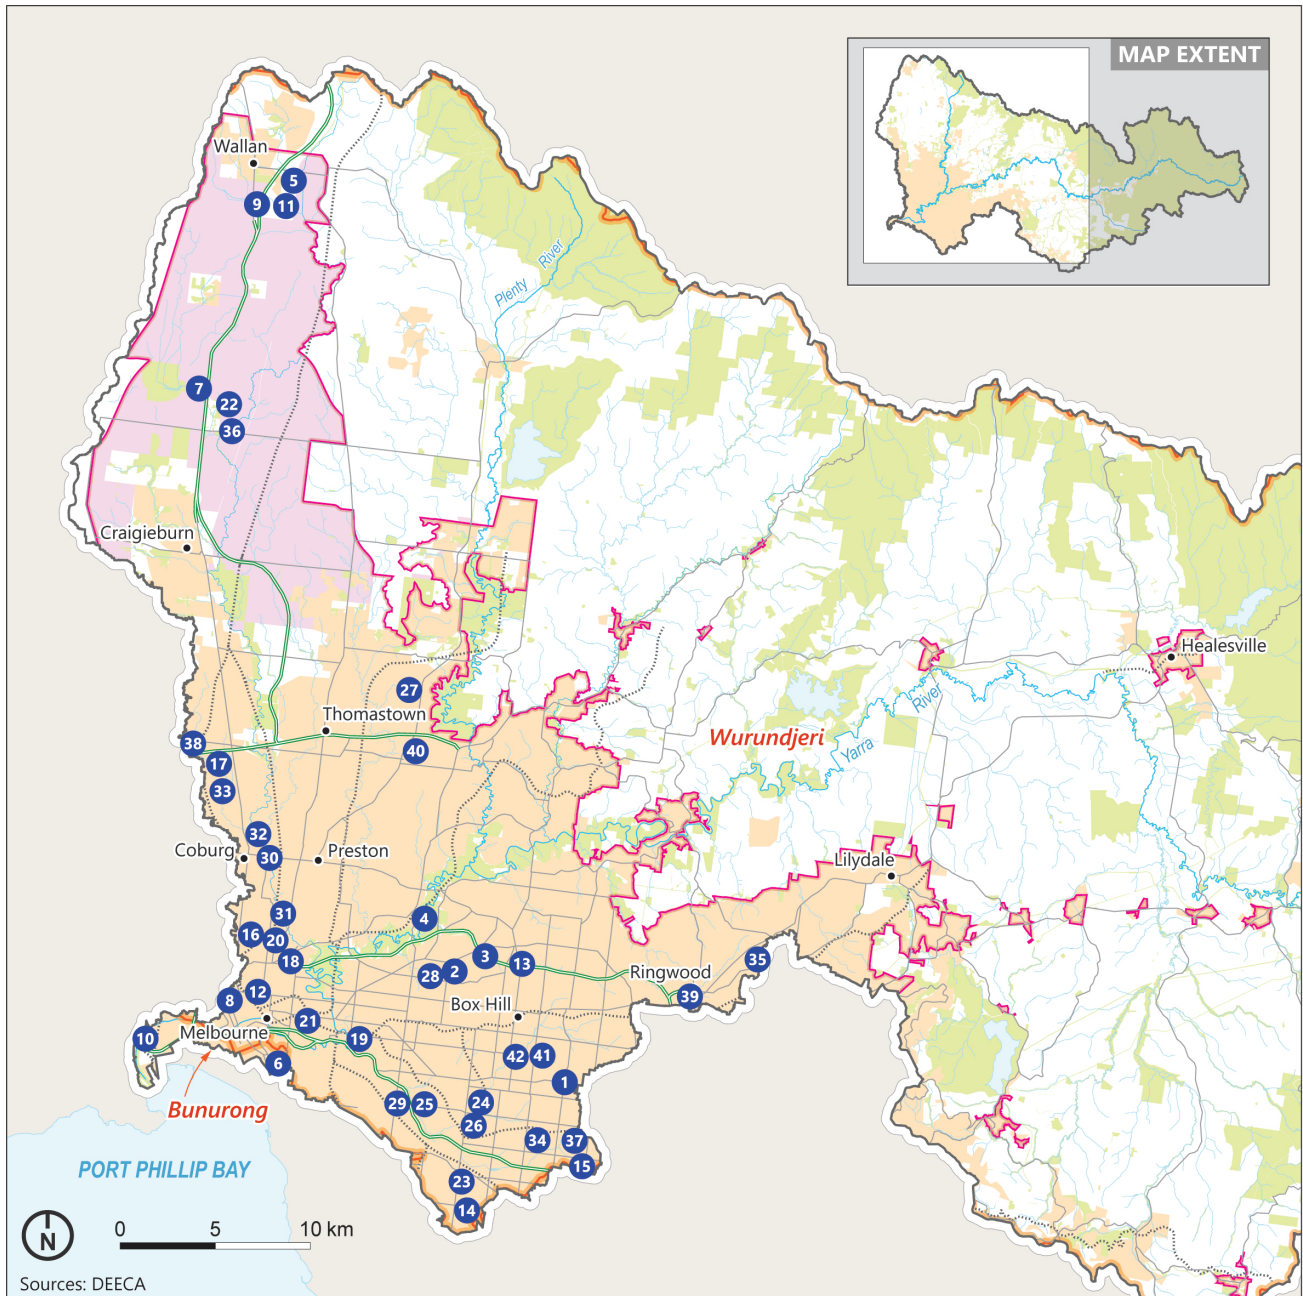 MAP EXTENT
Wallan
5
9
11
Plenty
River
7
22
36
Craigieburn
Healesville
27
Thomastown
River
Wurundjeri
Yarra
38
40
17
33
32
Coburg
30
Preston
Lilydale
31
4
16
20
18
3
28
2
13
35
Ringwood
39
8
12
Box Hill
21
Melbourne
10
19
6
42
41
1
Bunurong
29
25
24
26
34
37
15
PORT PHILLIP BAY
23
14
N
0 5 10 km
Sources: DEECA